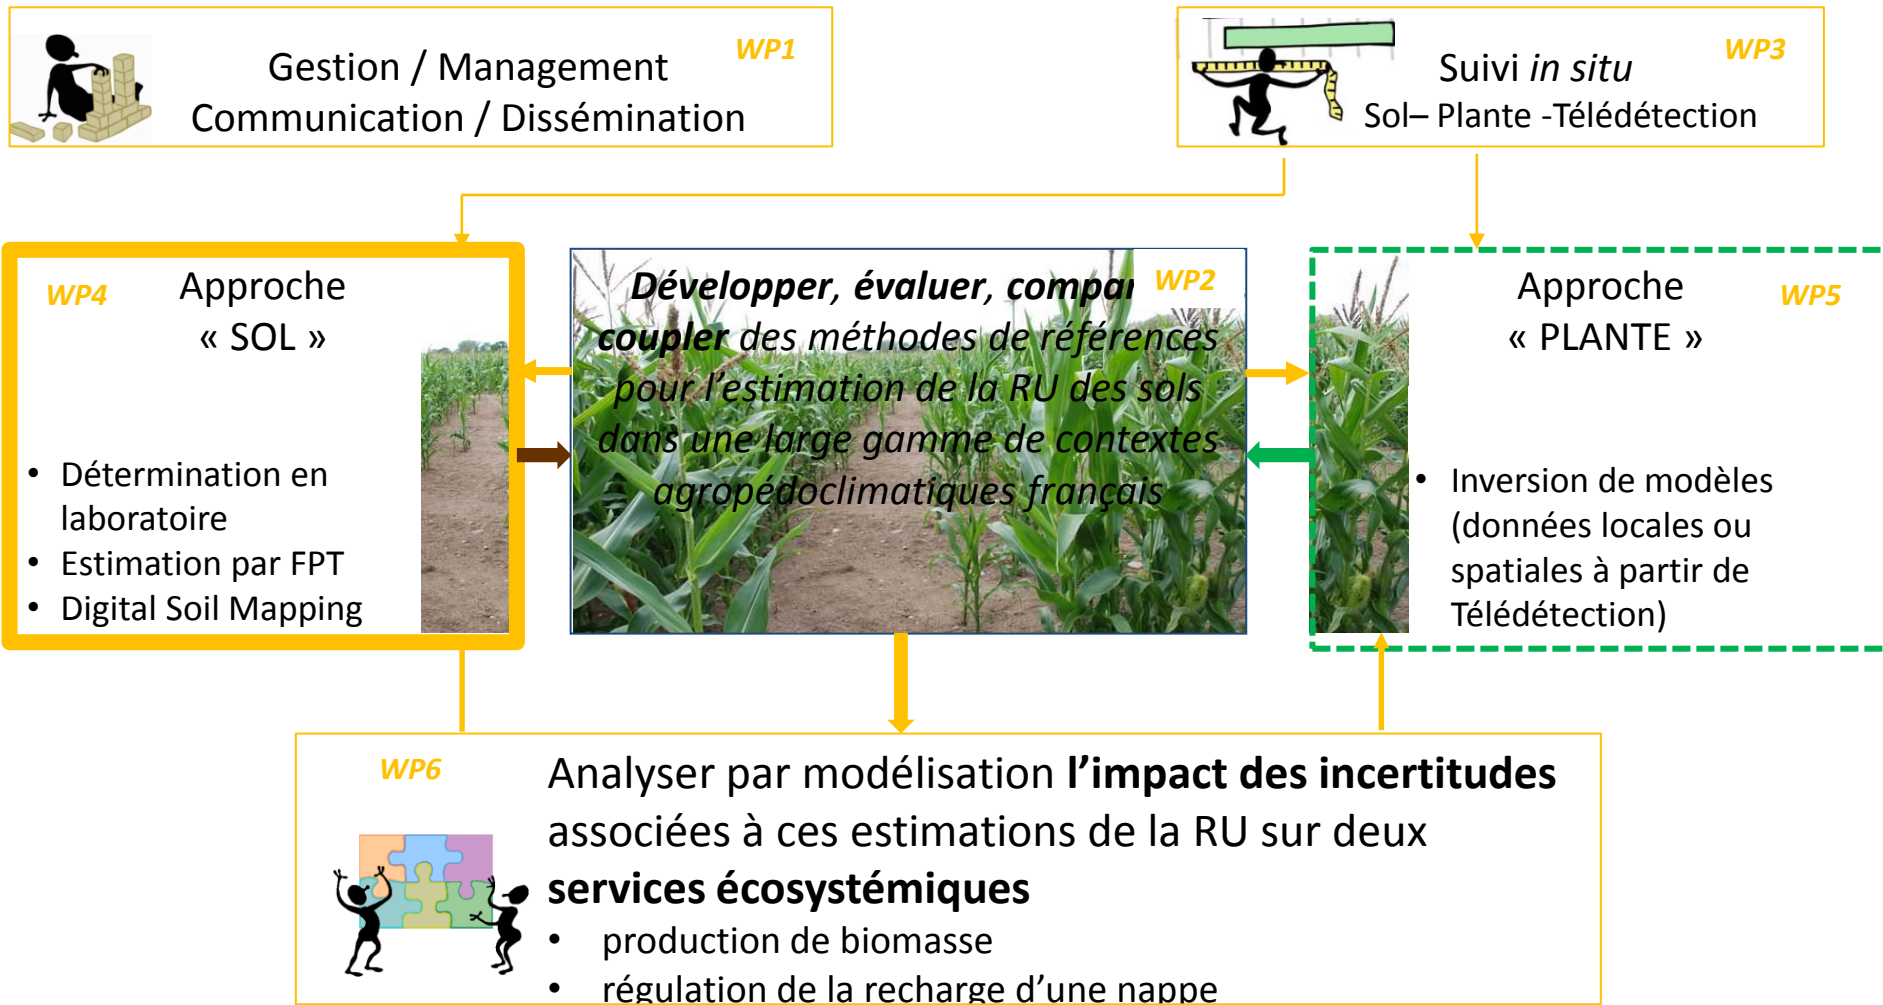 Gestion / Management
Communication / Dissémination
WP1
Suivi in situ
Sol– Plante -Télédétection
WP3
WP4
Approche
« SOL »
• Détermination en
laboratoire
• Estimation par FPT
• Digital Soil Mapping
WP2
Développer, évaluer, compar
coupler des méthodes de références
pour l’estimation de la RU des sols
dans une large gamme de contextes
agropédoclimatiques français
Approche
« PLANTE »
WP5
• Inversion de modèles
(données locales ou
spatiales à partir de
Télédétection)
WP6
Analyser par modélisation l’impact des incertitudes
associées à ces estimations de la RU sur deux
services écosystémiques
• production de biomasse
• régulation de la recharge d’une nappe